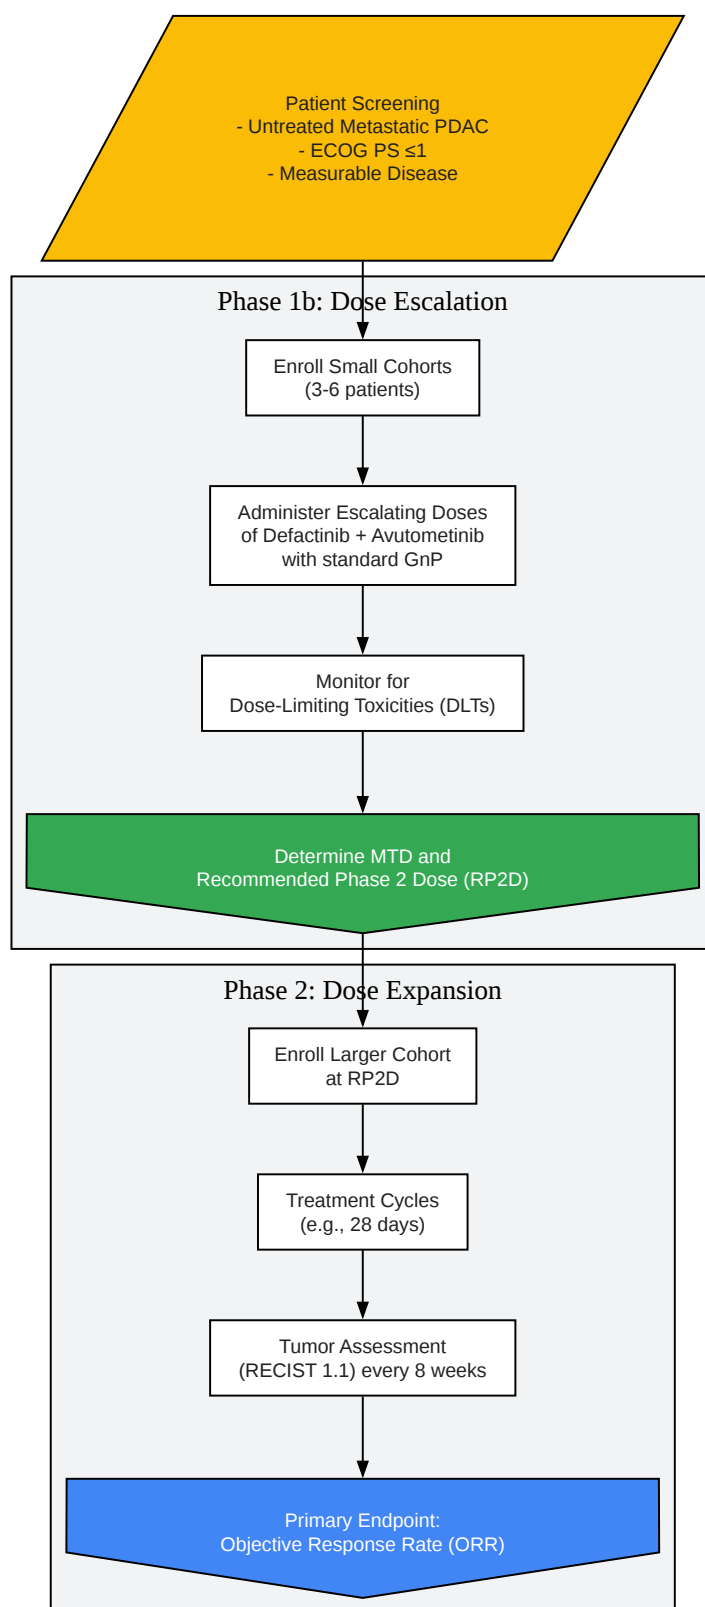 Patient Screening
- Untreated Metastatic PDAC
- ECOG PS ≤1
- Measurable Disease
Phase 1b: Dose Escalation
Enroll Small Cohorts
(3-6 patients)
Administer Escalating Doses
of Defactinib + Avutometinib
with standard GnP
Monitor for
Dose-Limiting Toxicities (DLTs)
Determine MTD and
Recommended Phase 2 Dose (RP2D)
Phase 2: Dose Expansion
Enroll Larger Cohort
at RP2D
Treatment Cycles
(e.g., 28 days)
Tumor Assessment
(RECIST 1.1) every 8 weeks
Primary Endpoint:
Objective Response Rate (ORR)